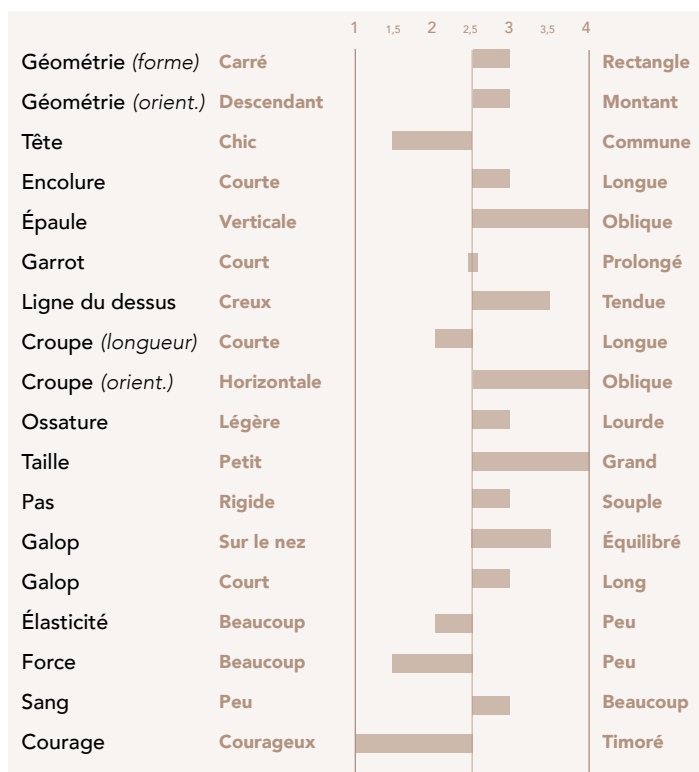 1 1,5 2 2,5 3 3,5 4
Géométrie (forme) Carré Rectangle
Géométrie (orient.) Descendant Montant
Tête Chic Commune
Encolure Courte Longue
Épaule Verticale Oblique
Garrot Court Prolongé
Ligne du dessus Creux Tendue
Croupe (longueur) Courte Longue
Croupe (orient.) Horizontale Oblique
Ossature Légère Lourde
Taille Petit Grand
Pas Rigide Souple
Galop Sur le nez Équilibré
Galop Court Long
Élasticité Beaucoup Peu
Force Beaucoup Peu
Sang Peu Beaucoup
Courage Courageux Timoré